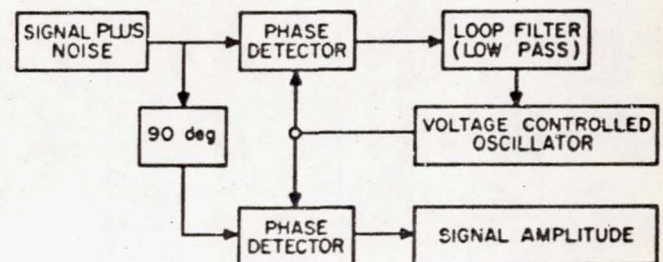 SIGNAL PLUS
NOISE
PHASE
DETECTOR
LOOP FILTER
(LOW PASS)
90 deg
VOLTAGE CONTROLLED
OSCILLATOR
PHASE
DETECTOR
SIGNAL AMPLITUDE